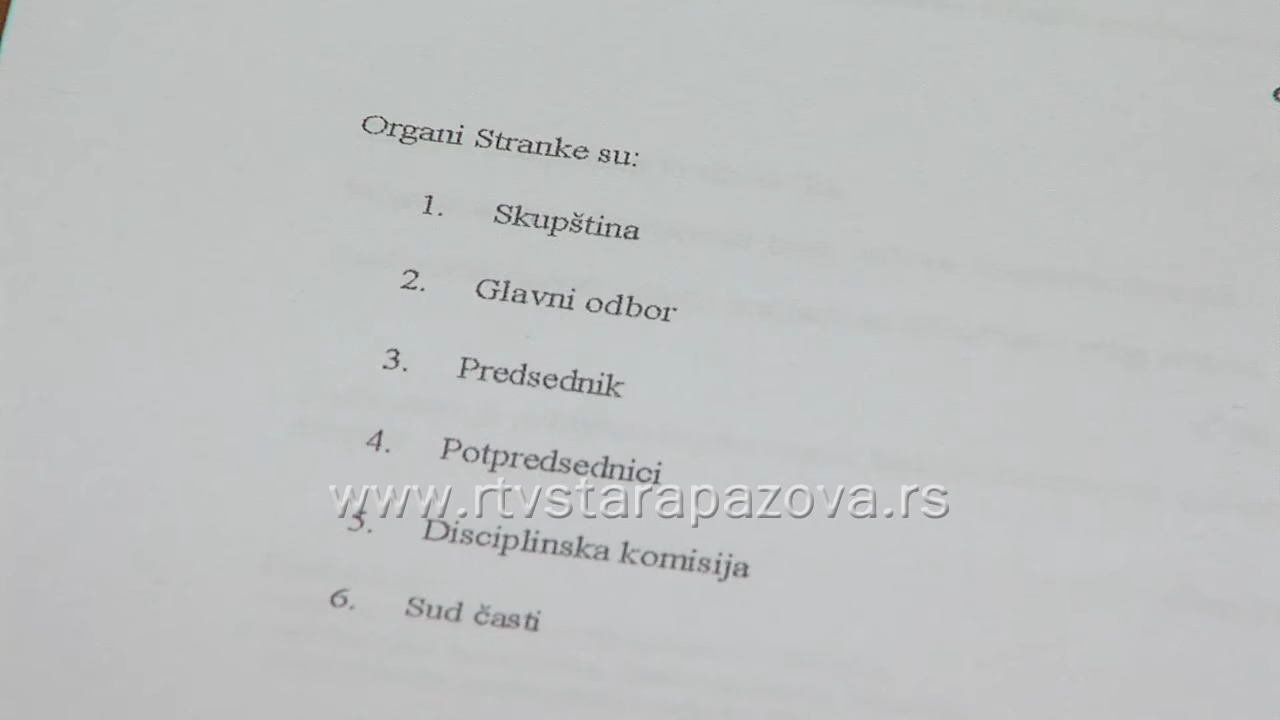 Organi Stranke su:
1. Skupština
2. Glavni odbor
3. Predsednik
4. Potpredsednici
www.rtvstarapazova.rs
5. Disciplinska komisija
6. Sud časti